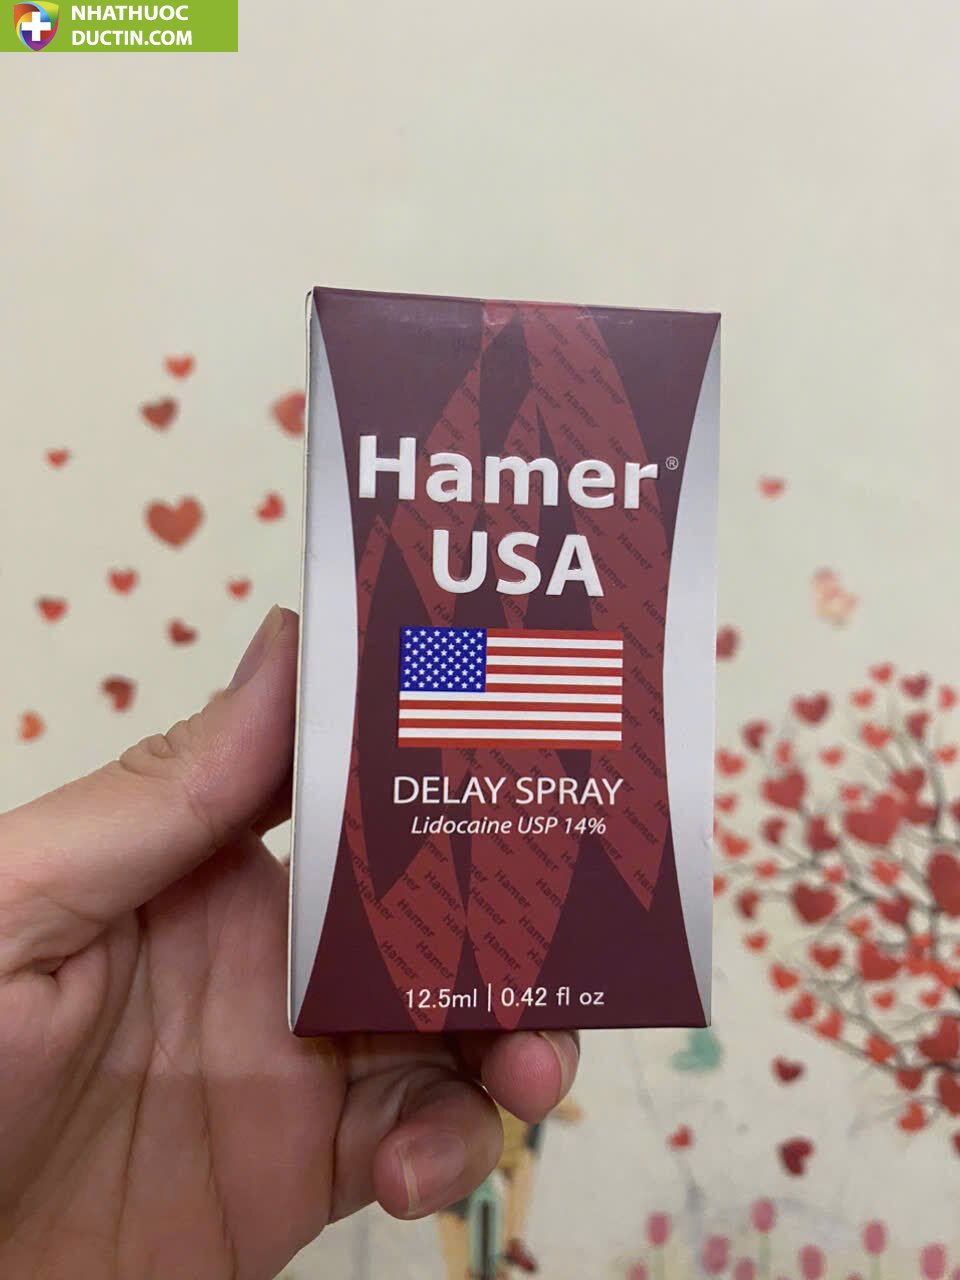 NHATHUOC
DUCTIN.COM
Hamer®
USA
DELAY SPRAY
Lidocaine USP 14%
12.5ml | 0.42 fl oz